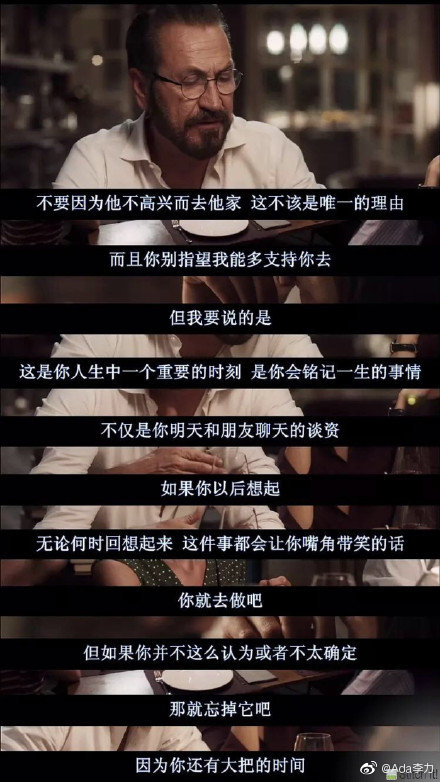 不要因为他不高兴而去他家 这不该是唯一的理由
而且你别指望我能多支持你去
但我要说的是
这是你人生中一个重要的时刻 是你会铭记一生的事情
不仅是你明天和朋友聊天的谈资
如果你以后想起
无论何时回想起来 这件事都会让你嘴角带笑的话
你就去做吧
但如果你并不这么认为或者不太确定
那就忘掉它吧
因为你还有大把的时间
@Ada李力